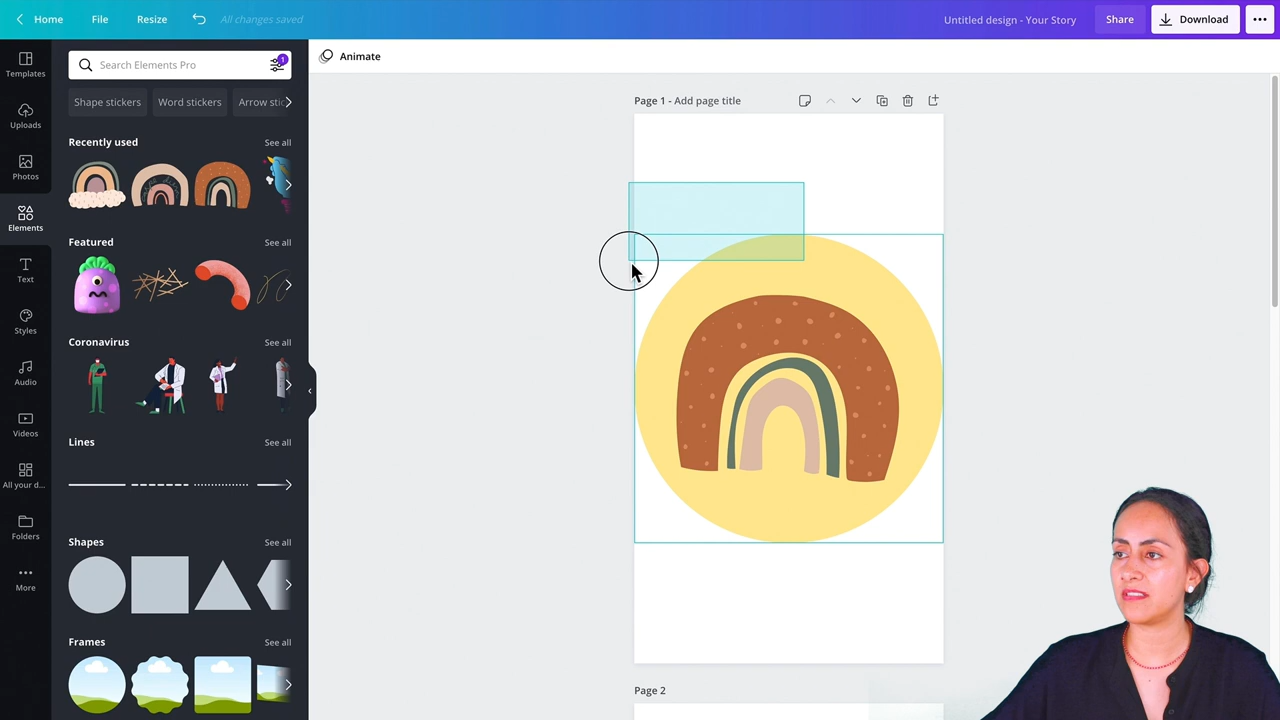 Home File Resize All changes saved Untitled design - Your Story Share Download
Templates
Uploads
Photos
Elements
Text
Styles
Audio
Videos
All your d...
Folders
More
Search Elements Pro 1
Shape stickers Word stickers Arrow stic
Recently used See all
Featured See all
Coronavirus See all
Lines See all
Shapes See all
Frames See all
Animate
Page 1 - Add page title
Page 2